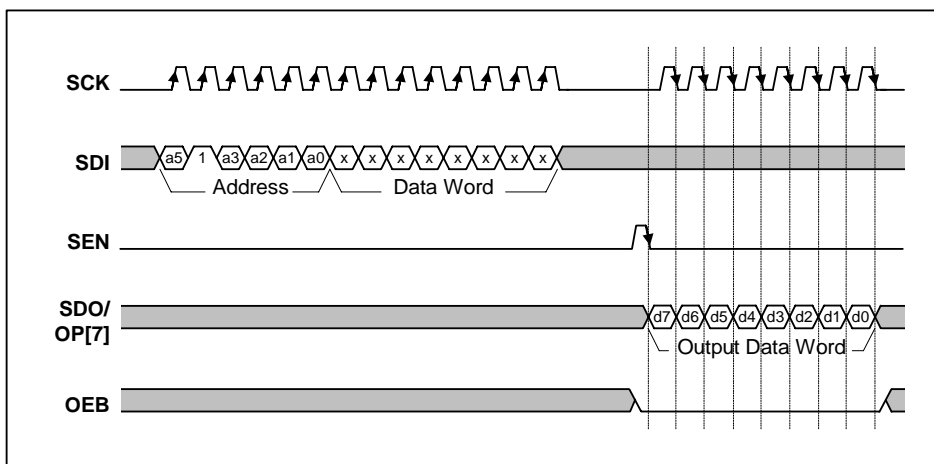 SCK
SDI
a5 1 a3 a2 a1 a0 x x x x x x x x
Address Data Word
SEN
SDO/
OP[7]
d7 d6 d5 d4 d3 d2 d1 d0
Output Data Word
OEB